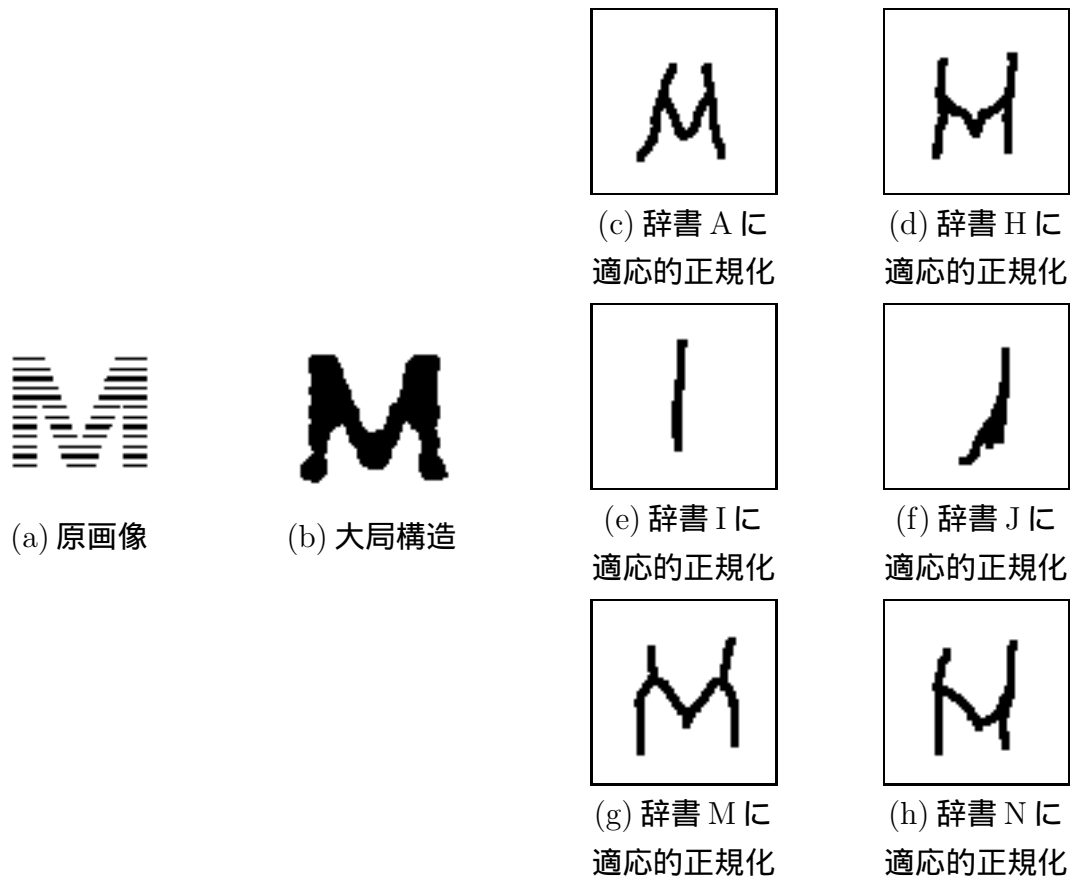 M
(a) 原画像
(b) 大局構造
(c) 辞書 A に
適応的正規化
(d) 辞書 H に
適応的正規化
(e) 辞書 I に
適応的正規化
(f) 辞書 J に
適応的正規化
(g) 辞書 M に
適応的正規化
(h) 辞書 N に
適応的正規化